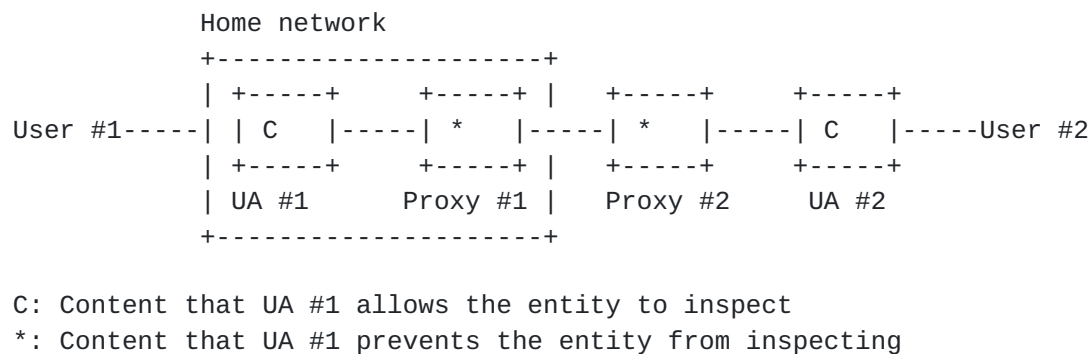 Home network
+---------------------+
| +-----+ +-----+ | +-----+ +-----+
User #1-----| | C |-----| * |-----| * |-----| C |-----User #2
| +-----+ +-----+ | +-----+ +-----+
| UA #1 Proxy #1 | Proxy #2 UA #2
+---------------------+
C: Content that UA #1 allows the entity to inspect
*: Content that UA #1 prevents the entity from inspecting